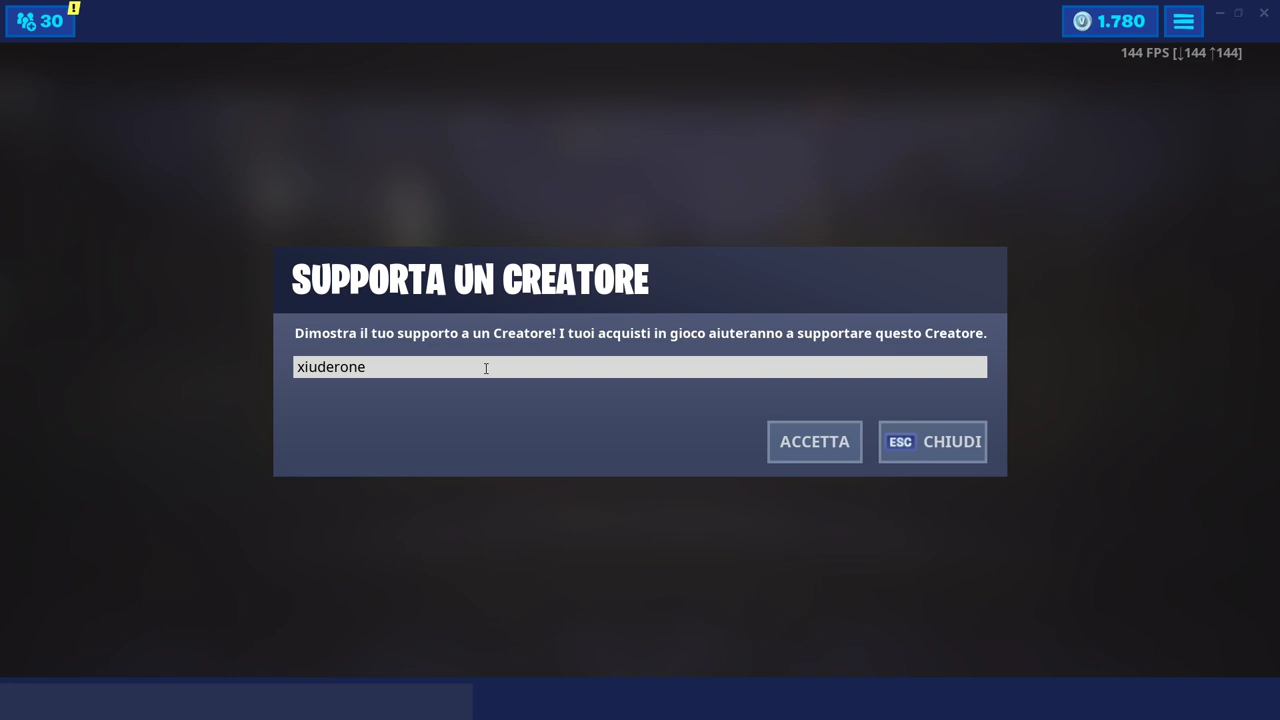 30 !
1.780
144 FPS [↓144 ↑144]
SUPPORTA UN CREATORE
Dimostra il tuo supporto a un Creatore! I tuoi acquisti in gioco aiuteranno a supportare questo Creatore.
xiuderone
ACCETTA
ESC CHIUDI